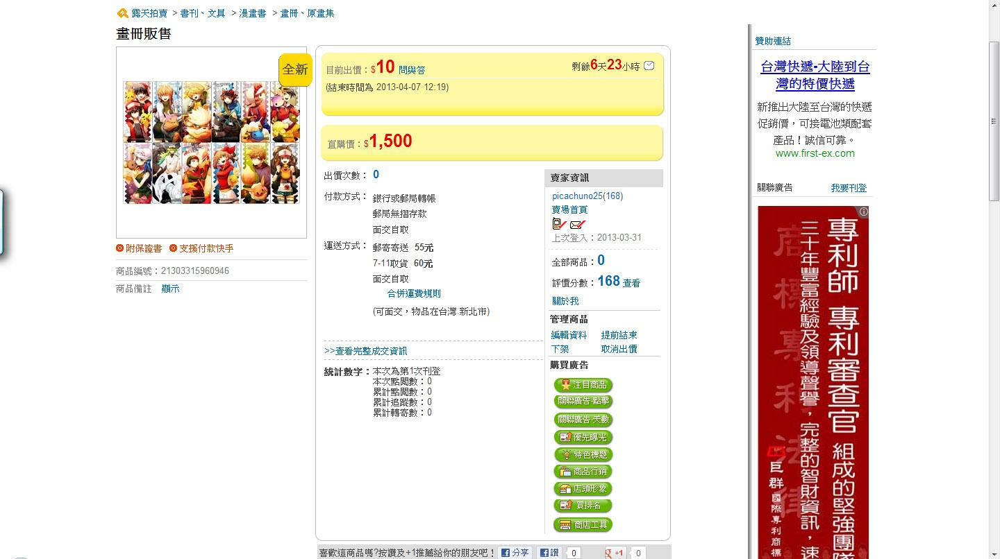 露天拍賣 > 書刊、文具 > 漫畫書 > 畫冊、原畫集
畫冊販售
全新
附保證書 支援付款快手
商品編號：21303315960946
商品備註 顯示
目前出價：$10 問與答
剩餘6天23小時
(結束時間為 2013-04-07 12:19)
直購價：$1,500
出價次數： 0
付款方式： 銀行或郵局轉帳
郵局無摺存款
面交自取
運送方式： 郵寄寄送 55元
7-11取貨 60元
面交自取
合併運費規則
(可面交，物品在台灣.新北市)
>>查看完整成交資訊
統計數字：本次為第1次刊登
本次點閱數：0
累計點閱數：0
累計追蹤數：0
累計轉寄數：0
賣家資訊
picachuno25(168)
賣場首頁
上次登入：2013-03-31
全部商品：0
評價分數：168 查看
關於我
管理商品
編輯資料 提前結束
下架 取消出價
購買廣告
注目商品
關聯廣告-點擊
關聯廣告-天數
優先曝光
特色標題
商品行銷
店頭形象
買排名
商店工具
喜歡這商品嗎?按讚及+1推薦給你的朋友吧！ 分享 讚 0 +1 0
贊助連結
台灣快遞-大陸到台
灣的特價快遞
新推出大陸至台灣的快遞
促銷價，可接電池類配套
產品！誠信可靠。
www.first-ex.com
關聯廣告 我要刊登
專利師 專利審查官 組成的堅強團隊
三十年豐富經驗及領導聲譽，完整的智財資訊，速
商標專利法律
巨群國際專利商標